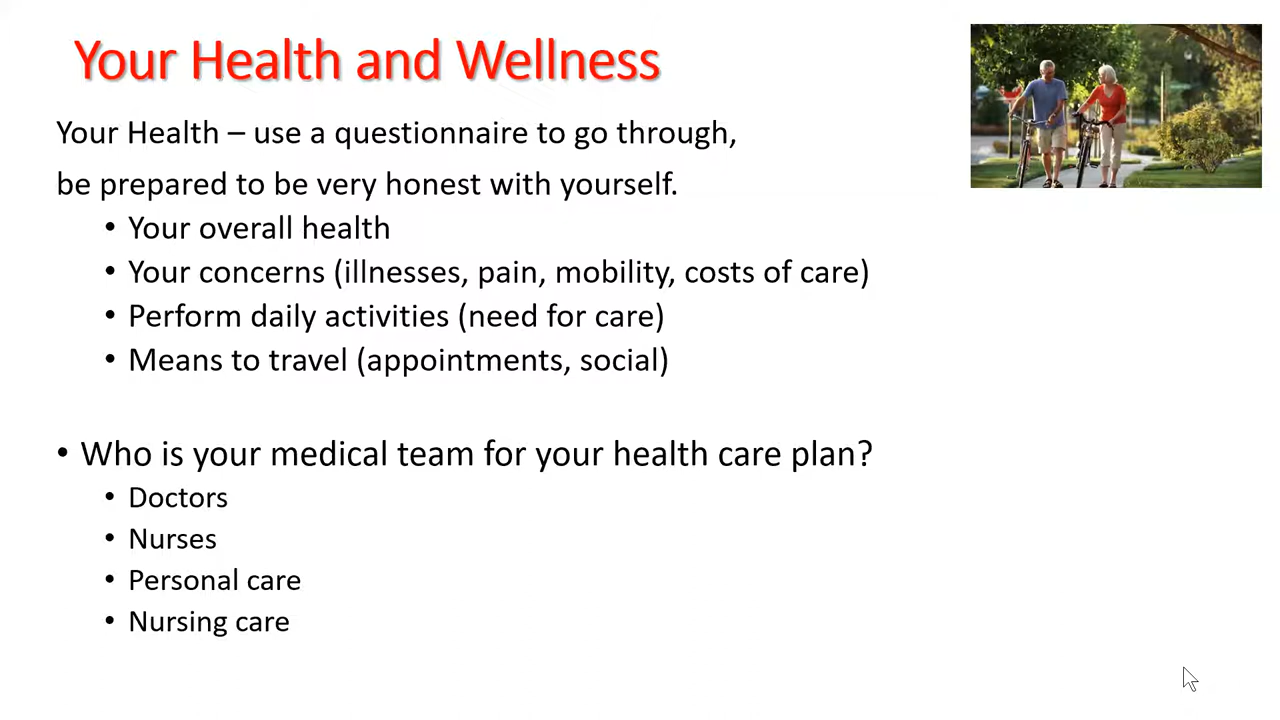 Your Health and Wellness
Your Health – use a questionnaire to go through,
be prepared to be very honest with yourself.
• Your overall health
• Your concerns (illnesses, pain, mobility, costs of care)
• Perform daily activities (need for care)
• Means to travel (appointments, social)
• Who is your medical team for your health care plan?
• Doctors
• Nurses
• Personal care
• Nursing care